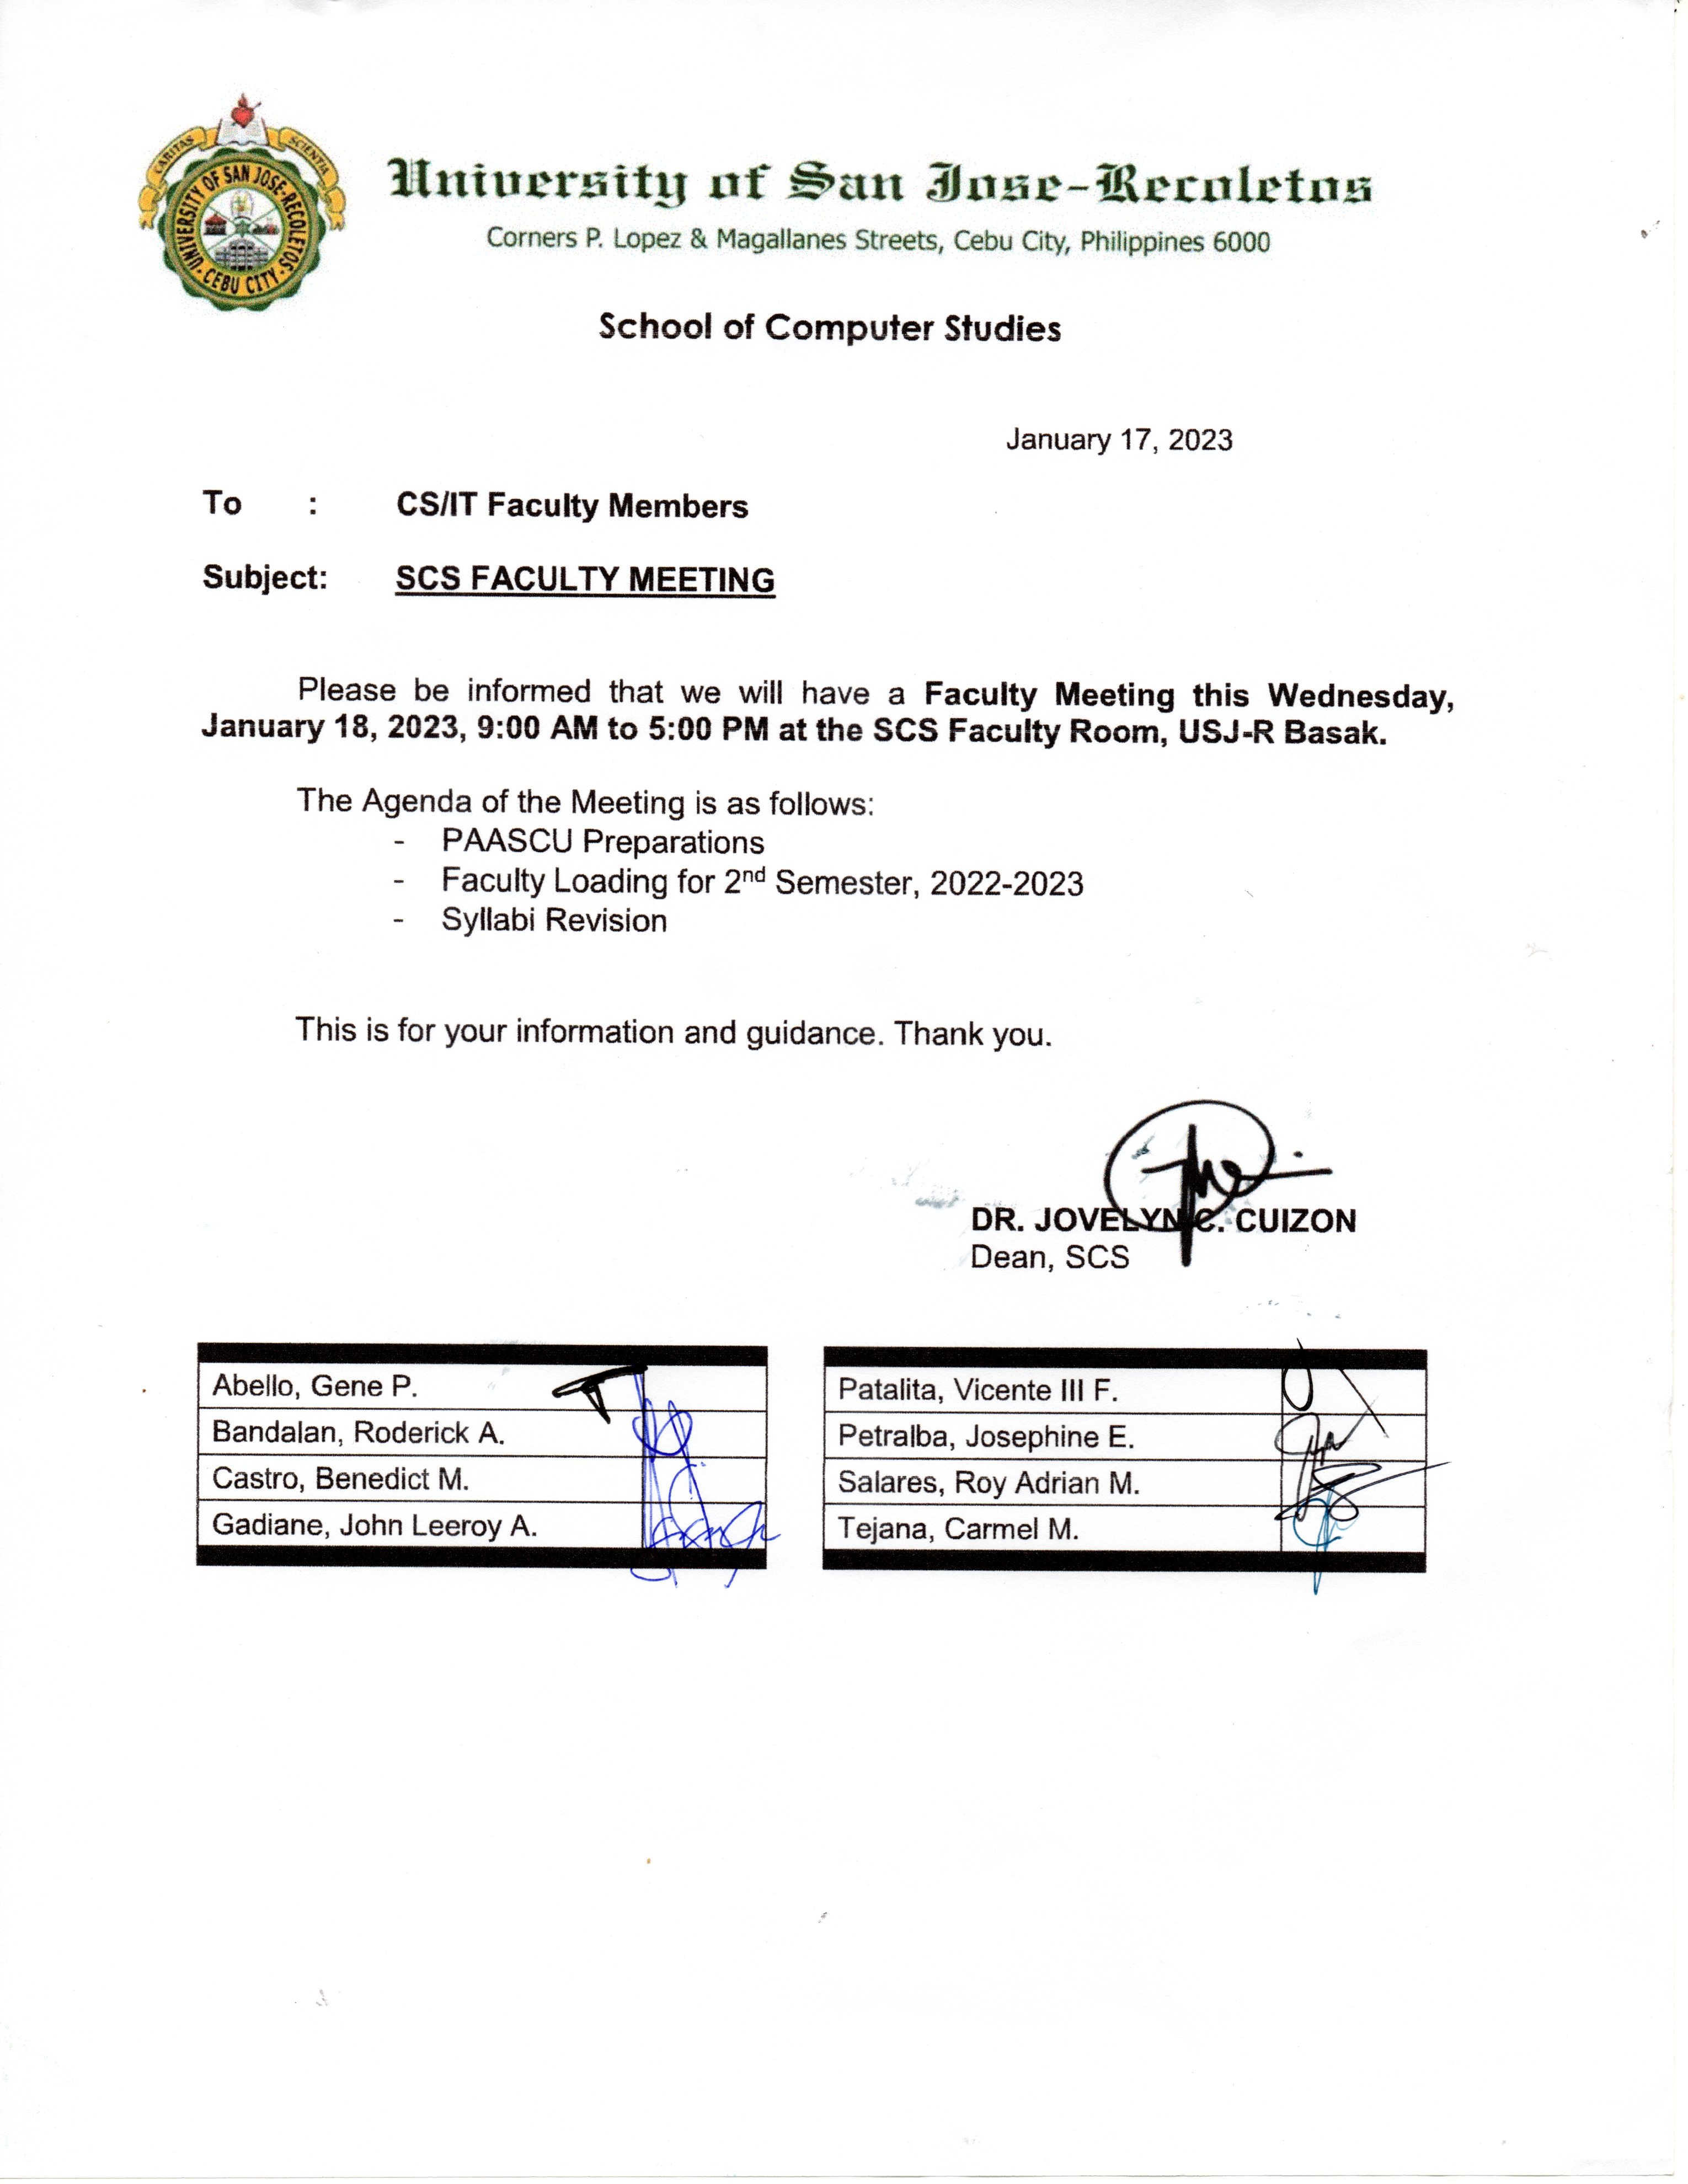 CARITAS SCIENTIA
UNIVERSITY OF SAN JOSE-RECOLETOS
CEBU CITY
University of San Jose-Recoletos
Corners P. Lopez & Magallanes Streets, Cebu City, Philippines 6000
School of Computer Studies
January 17, 2023
To : CS/IT Faculty Members
Subject: SCS FACULTY MEETING
Please be informed that we will have a Faculty Meeting this Wednesday,
January 18, 2023, 9:00 AM to 5:00 PM at the SCS Faculty Room, USJ-R Basak.
The Agenda of the Meeting is as follows:
- PAASCU Preparations
- Faculty Loading for 2nd Semester, 2022-2023
- Syllabi Revision
This is for your information and guidance. Thank you.
DR. JOVELYN C. CUIZON
Dean, SCS
Abello, Gene P.
Bandalan, Roderick A.
Castro, Benedict M.
Gadiane, John Leeroy A.
Patalita, Vicente III F.
Petralba, Josephine E.
Salares, Roy Adrian M.
Tejana, Carmel M.